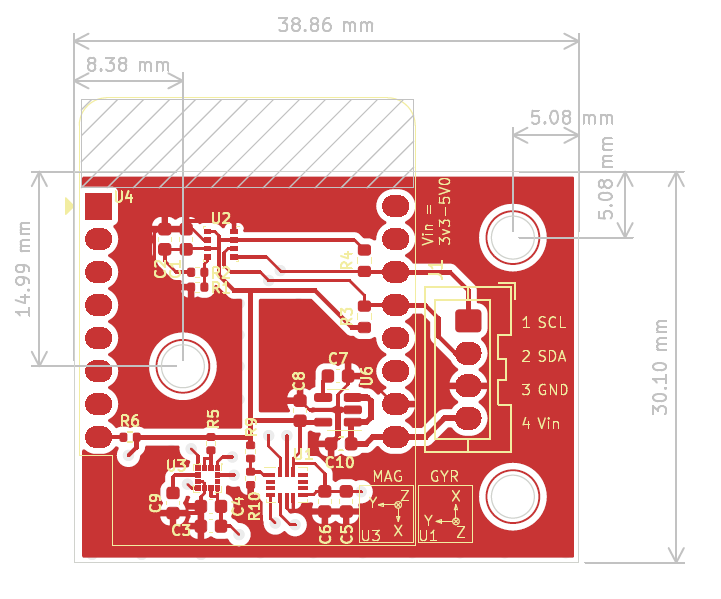 38.86 mm
8.38 mm
5.08 mm
5.08 mm
14.99 mm
30.10 mm
U4
U2
Vin =
3v3-5V0
J1
R4
R2
R1
R3
1 SCL
2 SDA
3 GND
4 Vin
C7
C8
U6
R6
R5
R9
C10
U3
U1
R10
C9
C4
C3
C6
C5
MAG
GYR
Y
Z
X
U3
X
Y
Z
U1